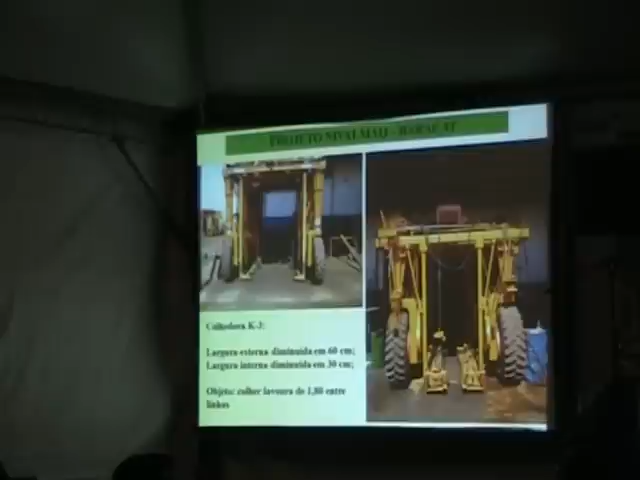 PROJETO
Colhedora K-3:
Largura externa diminuída em 60 cm;
Largura interna diminuída em 30 cm;
Objeto: colher lavoura de 1,80 entre
linhas